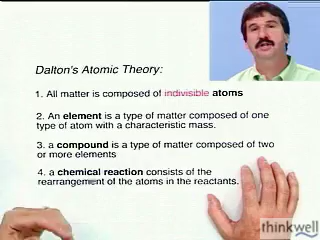 Dalton's Atomic Theory:
1. All matter is composed of indivisible atoms
2. An element is a type of matter composed of one
type of atom with a characteristic mass.
3. a compound is a type of matter composed of two
or more elements
4. a chemical reaction consists of the
rearrangement of the atoms in the reactants.
thinkwell